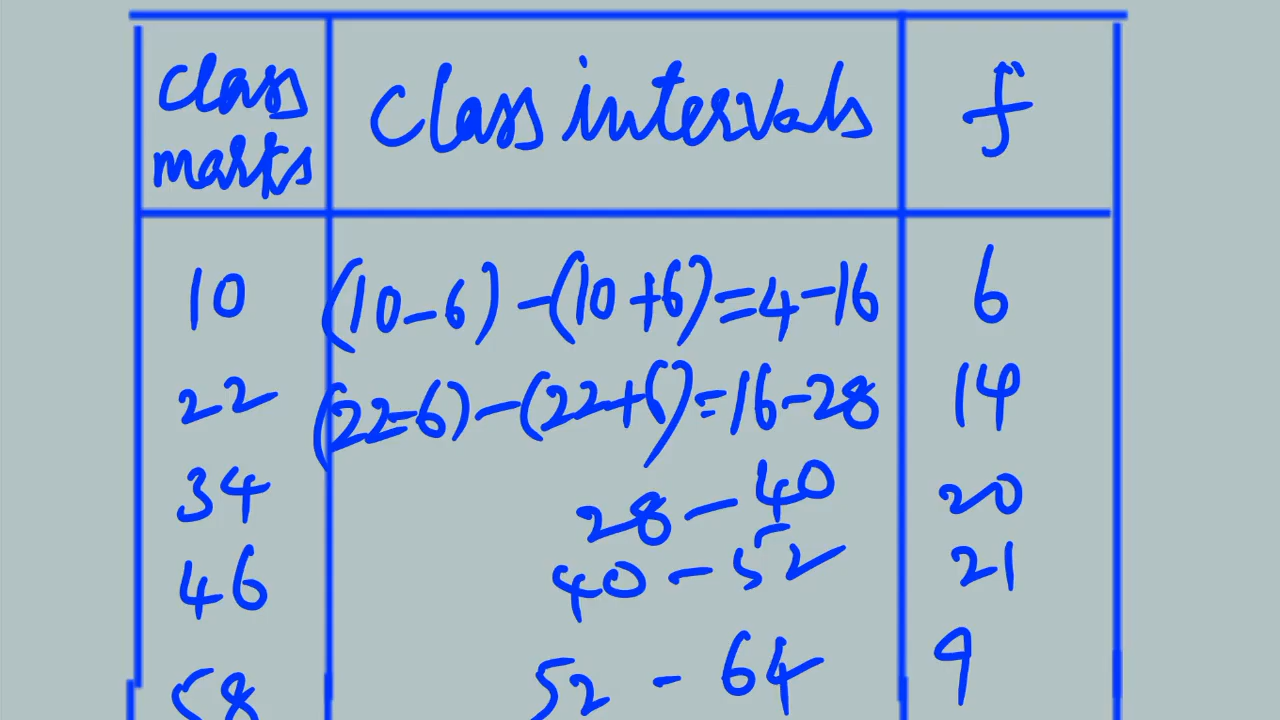 class marks class intervals f
10 (10-6)-(10+6)=4-16 6
22 (22-6)-(22+6)=16-28 14
34 28-40 20
46 40-52 21
58 52-64 9